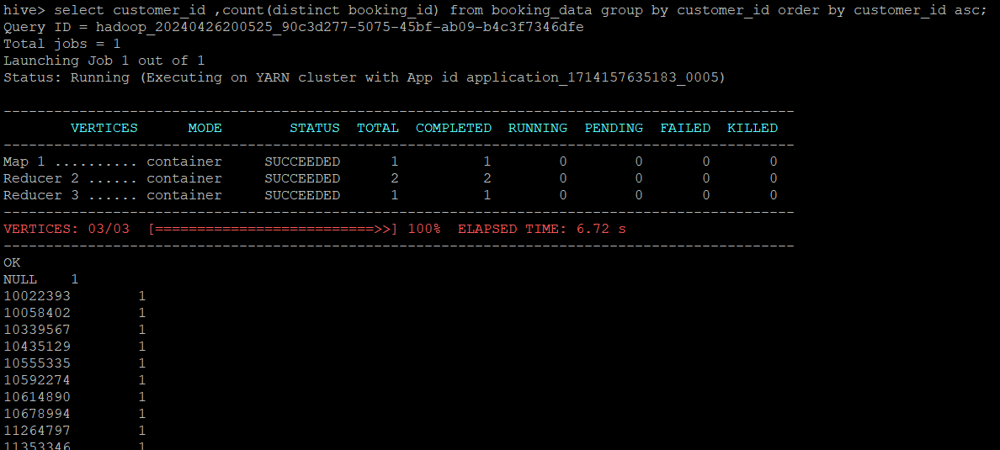 hive> select customer_id ,count(distinct booking_id) from booking_data group by customer_id order by customer_id asc;
Query ID = hadoop_20240426200525_90c3d277-5075-45bf-ab09-b4c3f7346dfe
Total jobs = 1
Launching Job 1 out of 1
Status: Running (Executing on YARN cluster with App id application_1714157635183_0005)
----------------------------------------------------------------------------------------------
        VERTICES      MODE        STATUS  TOTAL  COMPLETED  RUNNING  PENDING  FAILED  KILLED
----------------------------------------------------------------------------------------------
Map 1 .......... container     SUCCEEDED      1          1        0        0       0       0
Reducer 2 ...... container     SUCCEEDED      2          2        0        0       0       0
Reducer 3 ...... container     SUCCEEDED      1          1        0        0       0       0
----------------------------------------------------------------------------------------------
VERTICES: 03/03  [==========================>>] 100%  ELAPSED TIME: 6.72 s
----------------------------------------------------------------------------------------------
OK
NULL    1
10022393        1
10058402        1
10339567        1
10435129        1
10555335        1
10592274        1
10614890        1
10678994        1
11264797        1
11353346        1